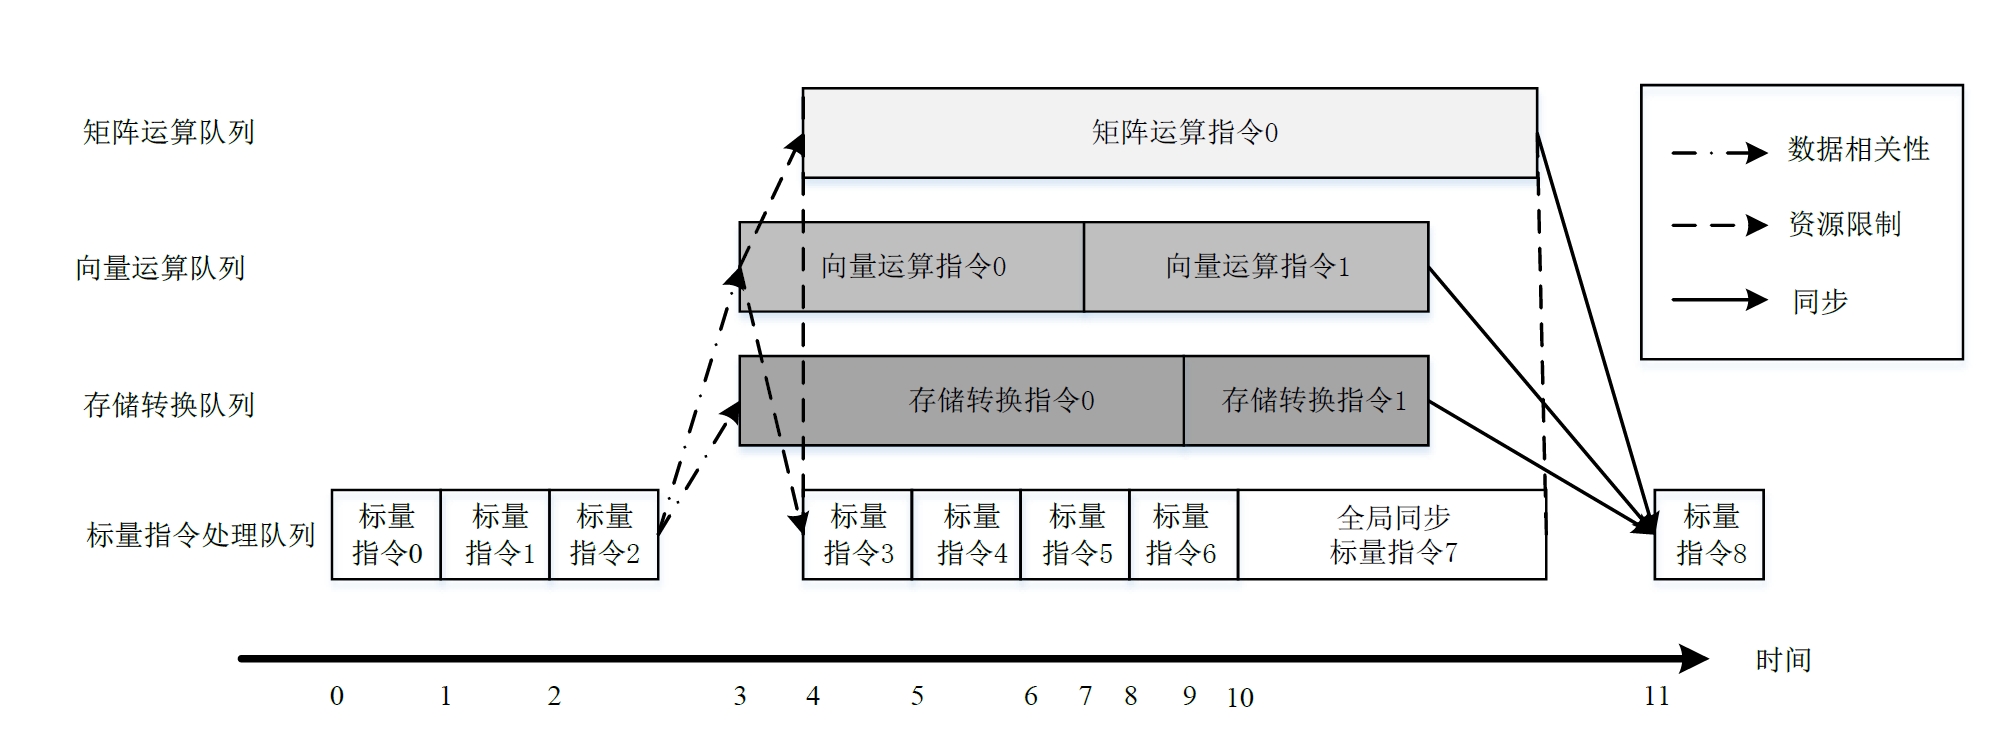 矩阵运算队列
矩阵运算指令0
数据相关性
资源限制
同步
向量运算队列
向量运算指令0
向量运算指令1
存储转换队列
存储转换指令0
存储转换指令1
标量指令处理队列
标量
指令0
标量
指令1
标量
指令2
标量
指令3
标量
指令4
标量
指令5
标量
指令6
全局同步
标量指令7
标量
指令8
时间
0 1 2 3 4 5 6 7 8 9 10 11